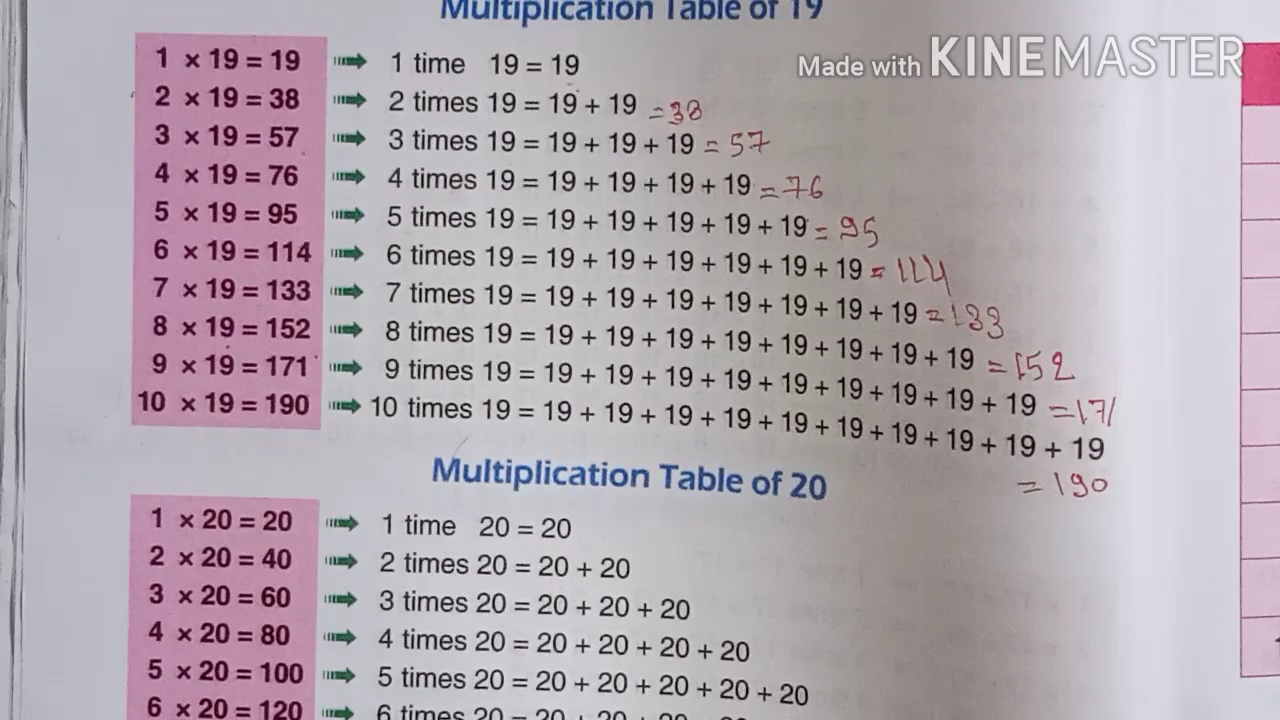 Multiplication Table of 19
Made with KINEMASTER
1 × 19 = 19 1 time 19 = 19
2 × 19 = 38 2 times 19 = 19 + 19 = 38
3 × 19 = 57 3 times 19 = 19 + 19 + 19 = 57
4 × 19 = 76 4 times 19 = 19 + 19 + 19 + 19 = 76
5 × 19 = 95 5 times 19 = 19 + 19 + 19 + 19 + 19 = 95
6 × 19 = 114 6 times 19 = 19 + 19 + 19 + 19 + 19 + 19 = 114
7 × 19 = 133 7 times 19 = 19 + 19 + 19 + 19 + 19 + 19 + 19 = 133
8 × 19 = 152 8 times 19 = 19 + 19 + 19 + 19 + 19 + 19 + 19 + 19 = 152
9 × 19 = 171 9 times 19 = 19 + 19 + 19 + 19 + 19 + 19 + 19 + 19 + 19 = 171
10 × 19 = 190 10 times 19 = 19 + 19 + 19 + 19 + 19 + 19 + 19 + 19 + 19 + 19
= 190
Multiplication Table of 20
1 × 20 = 20 1 time 20 = 20
2 × 20 = 40 2 times 20 = 20 + 20
3 × 20 = 60 3 times 20 = 20 + 20 + 20
4 × 20 = 80 4 times 20 = 20 + 20 + 20 + 20
5 × 20 = 100 5 times 20 = 20 + 20 + 20 + 20 + 20
6 × 20 = 120 6 times 20 = 20 + 20 + 20